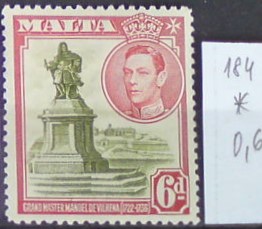 MALTA
6d
GRAND MASTER MANOEL DE VILHENA (1722-1736)
184
*
0,6